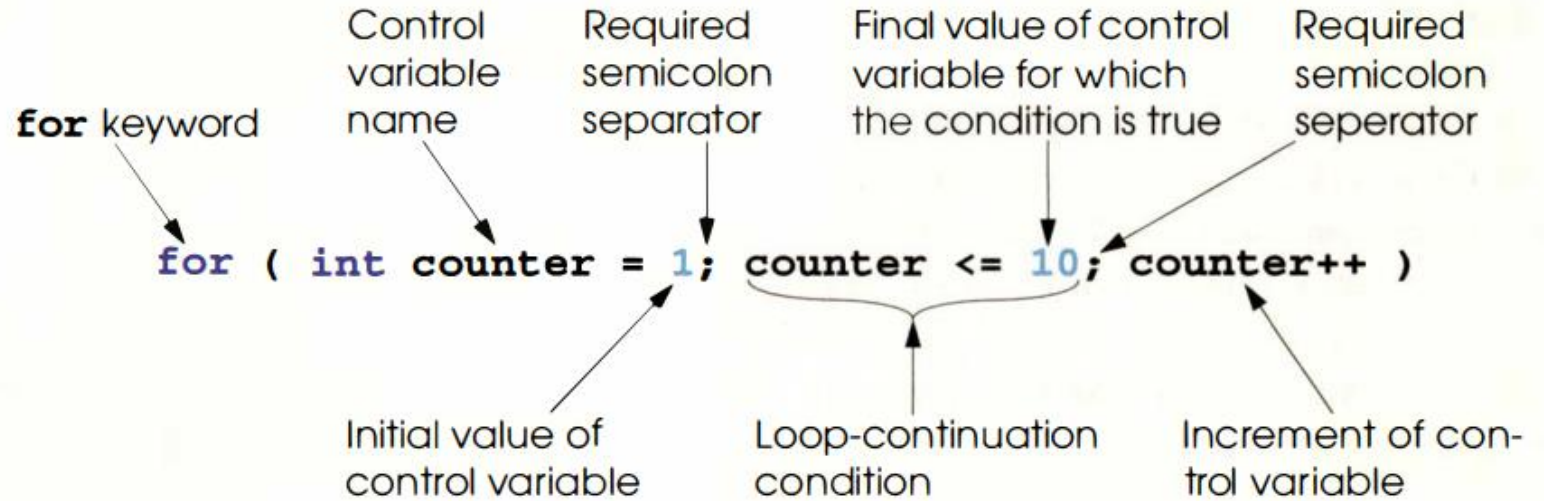 Control
variable
name
Required
semicolon
separator
Final value of control
variable for which
the condition is true
Required
semicolon
seperator
for keyword
for ( int counter = 1; counter <= 10; counter++ )
Initial value of
control variable
Loop-continuation
condition
Increment of con-
trol variable